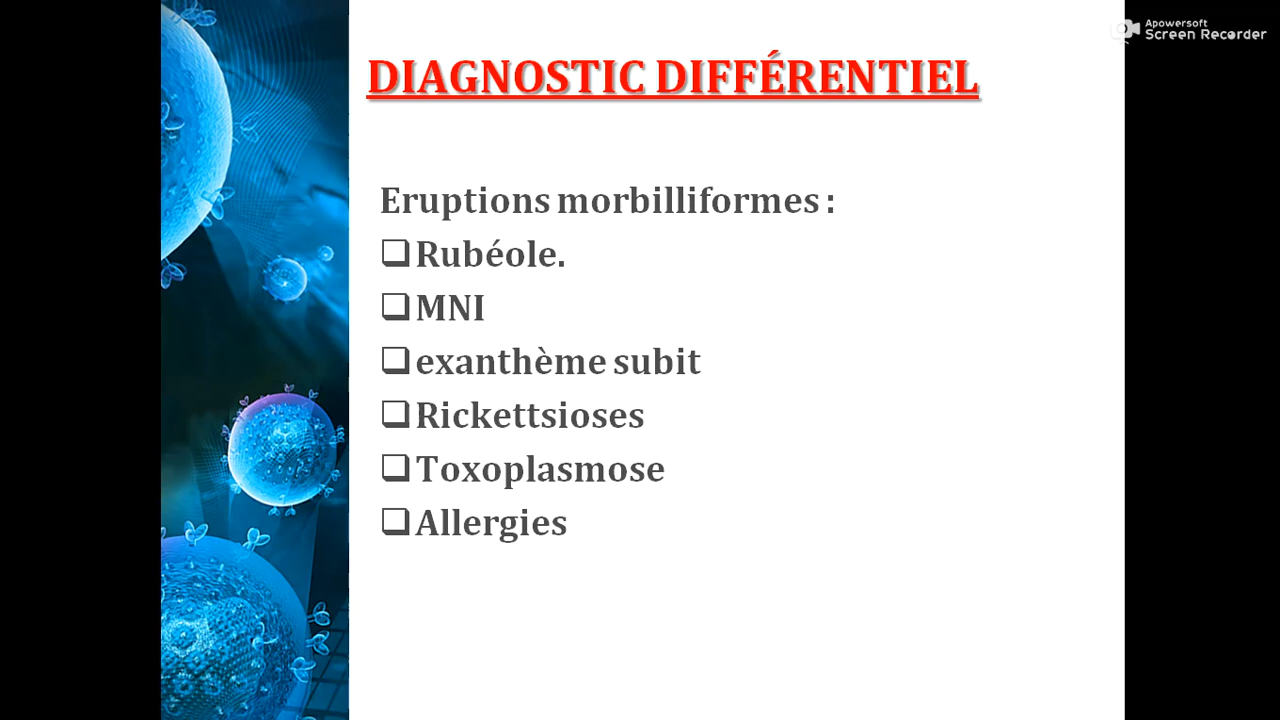 Apowersoft
Screen Recorder
DIAGNOSTIC DIFFÉRENTIEL
Eruptions morbilliformes :
❑Rubéole.
❑MNI
❑exanthème subit
❑Rickettsioses
❑Toxoplasmose
❑Allergies